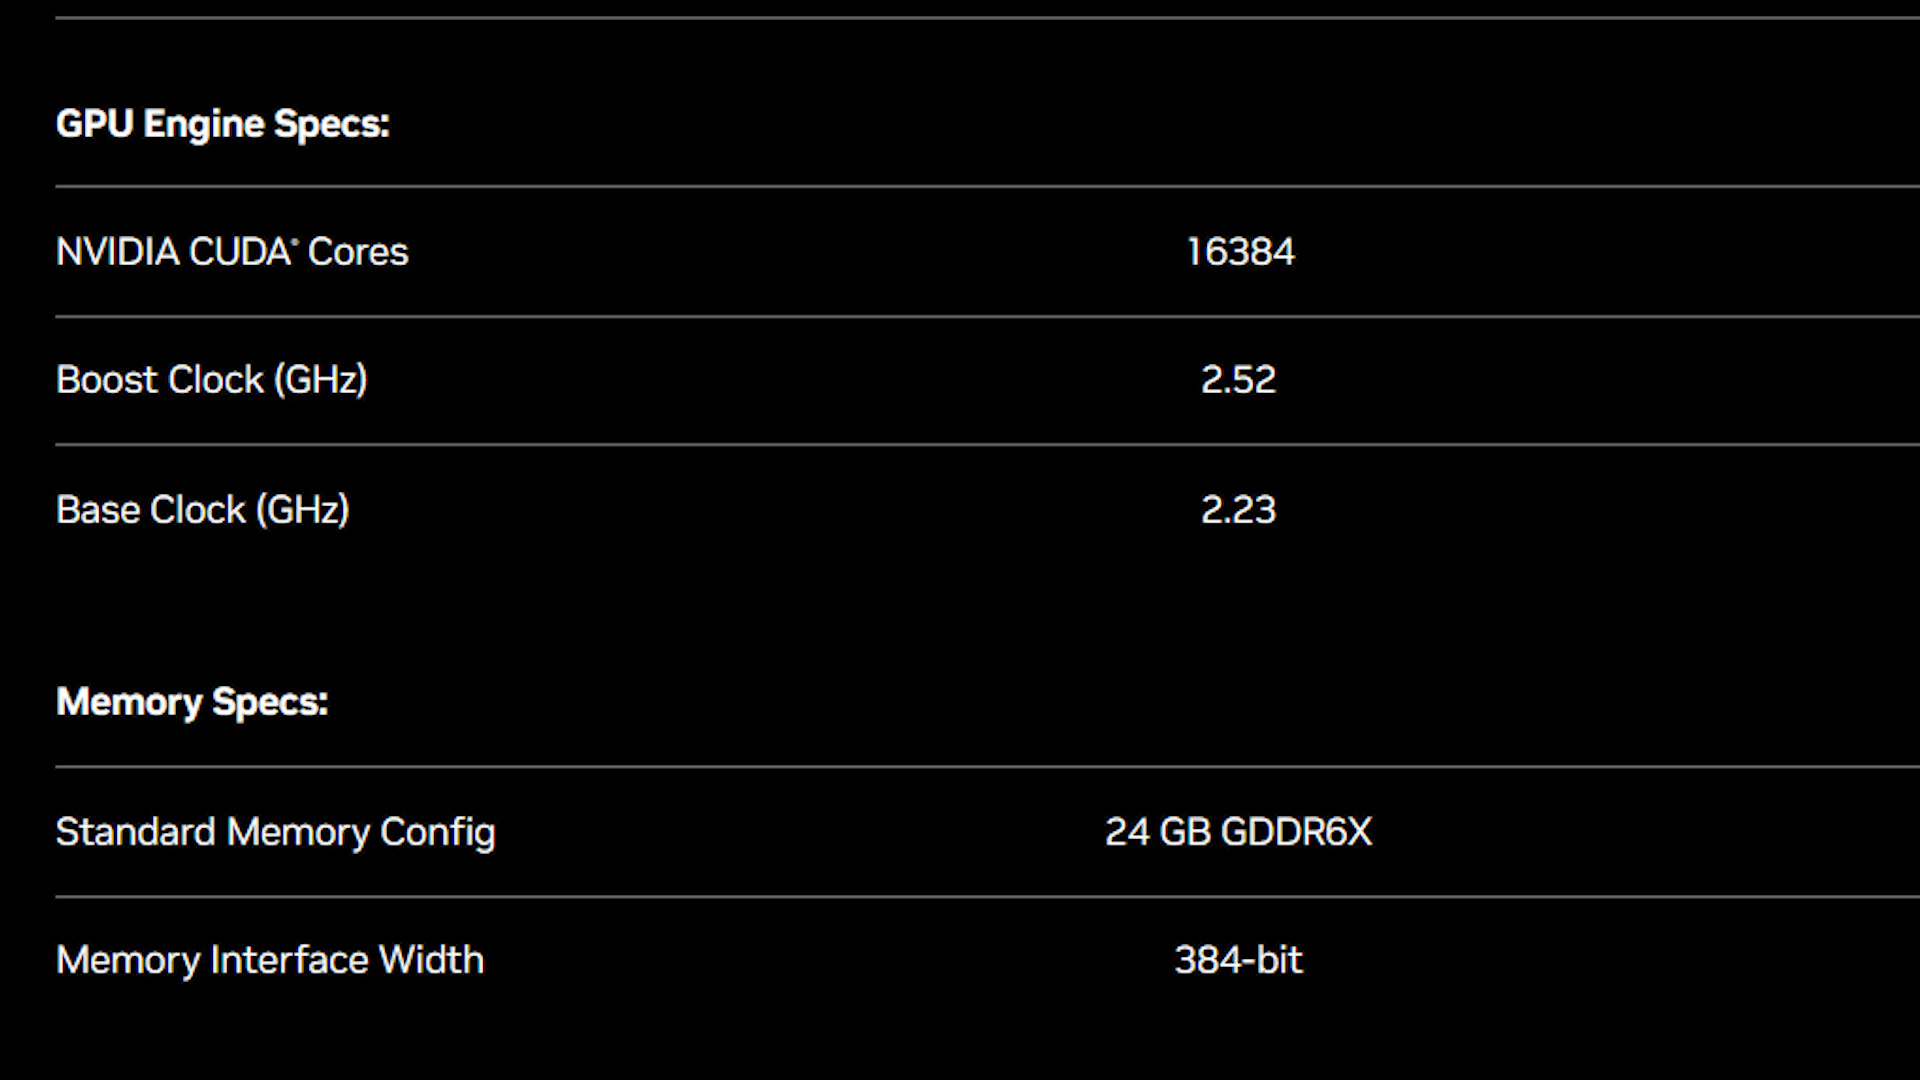 GPU Engine Specs:
NVIDIA CUDA® Cores 16384
Boost Clock (GHz) 2.52
Base Clock (GHz) 2.23
Memory Specs:
Standard Memory Config 24 GB GDDR6X
Memory Interface Width 384-bit